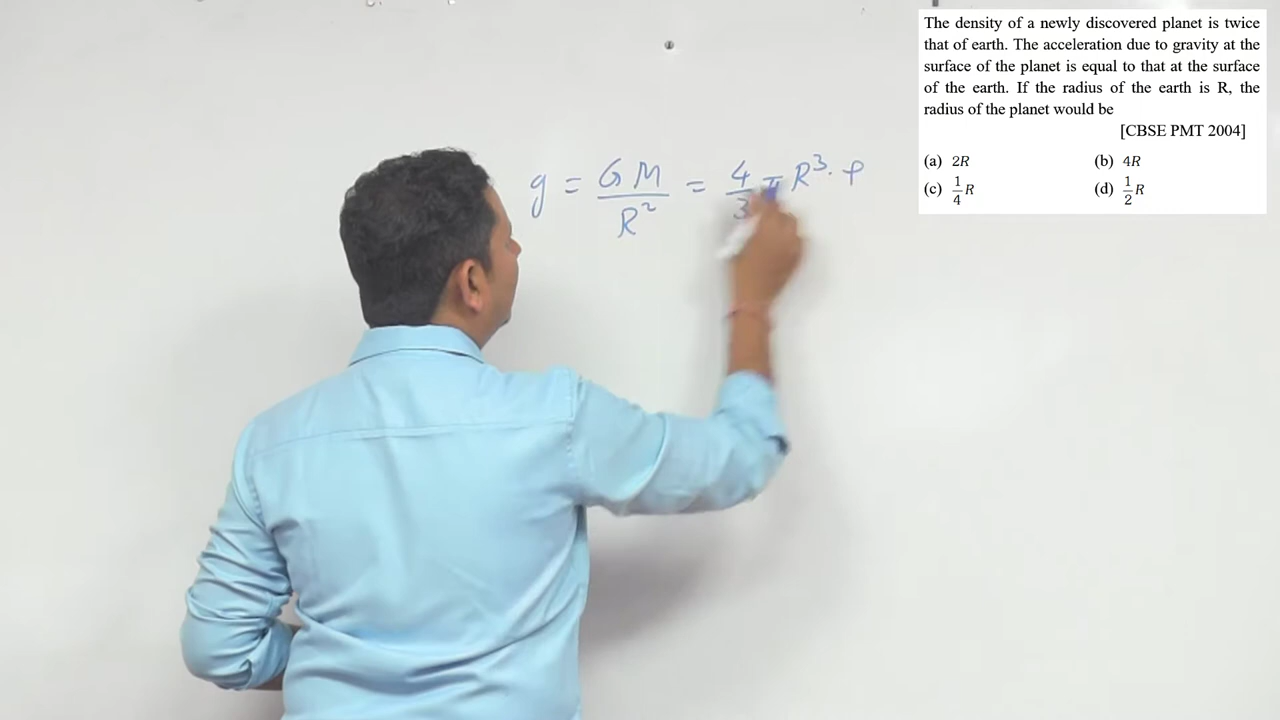 The density of a newly discovered planet is twice
that of earth. The acceleration due to gravity at the
surface of the planet is equal to that at the surface
of the earth. If the radius of the earth is R, the
radius of the planet would be
[CBSE PMT 2004]
(a) 2R (b) 4R
(c) 1/4 R (d) 1/2 R
g = GM/R² = 4/3 π R³. ρ